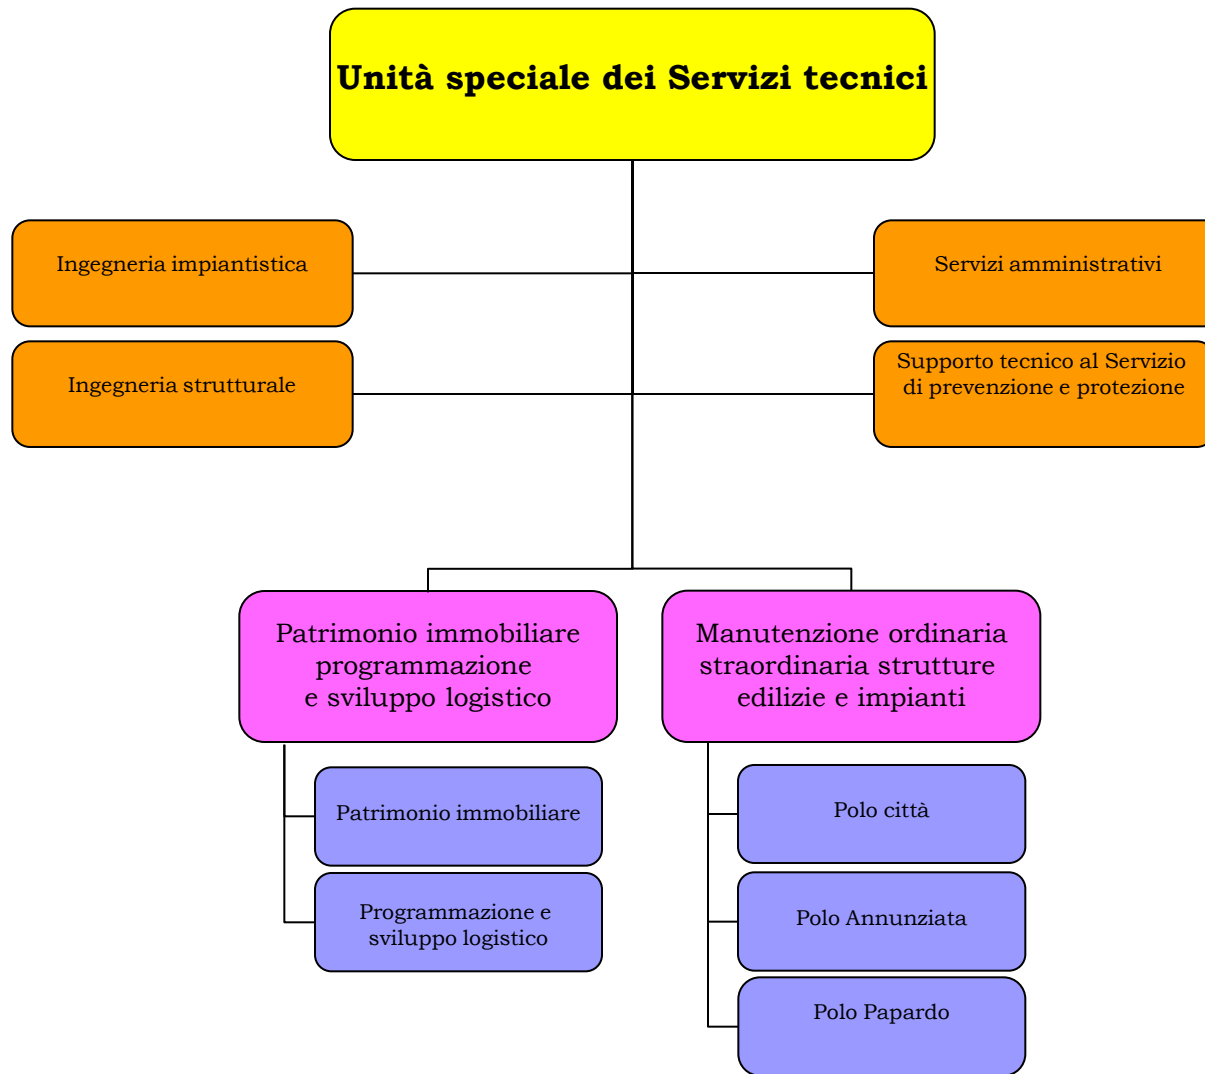 Unità speciale dei Servizi tecnici
Ingegneria impiantistica
Servizi amministrativi
Ingegneria strutturale
Supporto tecnico al Servizio
di prevenzione e protezione
Patrimonio immobiliare
programmazione
e sviluppo logistico
Manutenzione ordinaria
straordinaria strutture
edilizie e impianti
Patrimonio immobiliare
Programmazione e
sviluppo logistico
Polo città
Polo Annunziata
Polo Papardo